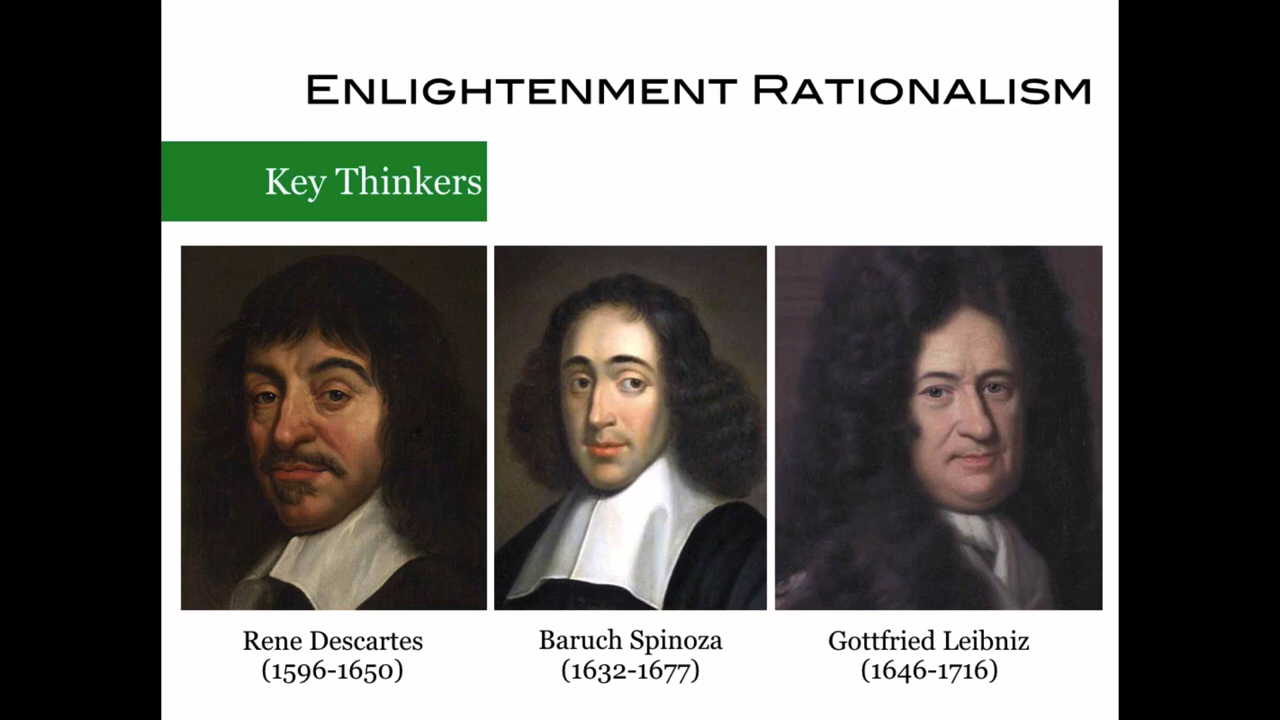 ENLIGHTENMENT RATIONALISM
Key Thinkers
Rene Descartes
(1596-1650)
Baruch Spinoza
(1632-1677)
Gottfried Leibniz
(1646-1716)